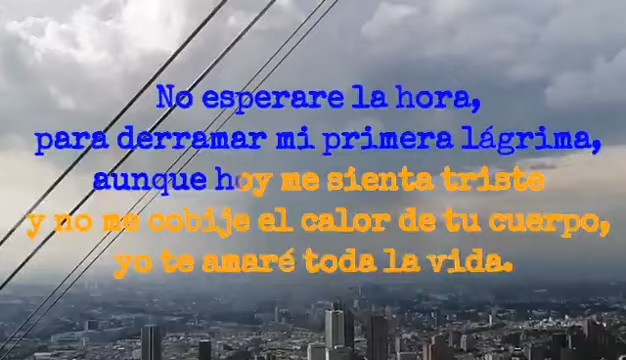 No esperare la hora,
para derramar mi primera lágrima,
aunque hoy me sienta triste
y no me cobije el calor de tu cuerpo,
yo te amaré toda la vida.